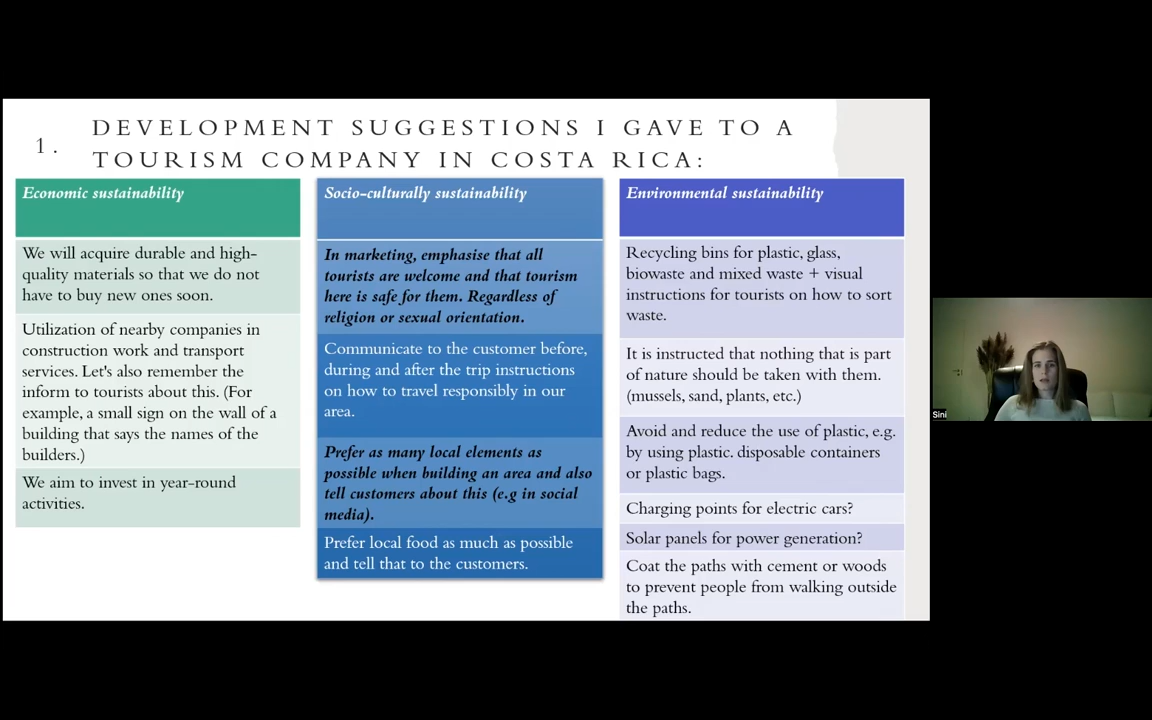 1.
DEVELOPMENT SUGGESTIONS I GAVE TO A
TOURISM COMPANY IN COSTA RICA:
Economic sustainability
We will acquire durable and high-
quality materials so that we do not
have to buy new ones soon.
Utilization of nearby companies in
construction work and transport
services. Let's also remember the
inform to tourists about this. (For
example, a small sign on the wall of a
building that says the names of the
builders.)
We aim to invest in year-round
activities.
Socio-culturally sustainability
In marketing, emphasise that all
tourists are welcome and that tourism
here is safe for them. Regardless of
religion or sexual orientation.
Communicate to the customer before,
during and after the trip instructions
on how to travel responsibly in our
area.
Prefer as many local elements as
possible when building an area and also
tell customers about this (e.g in social
media).
Prefer local food as much as possible
and tell that to the customers.
Environmental sustainability
Recycling bins for plastic, glass,
biowaste and mixed waste + visual
instructions for tourists on how to sort
waste.
It is instructed that nothing that is part
of nature should be taken with them.
(mussels, sand, plants, etc.)
Avoid and reduce the use of plastic, e.g.
by using plastic. disposable containers
or plastic bags.
Charging points for electric cars?
Solar panels for power generation?
Coat the paths with cement or woods
to prevent people from walking outside
the paths.
Sini